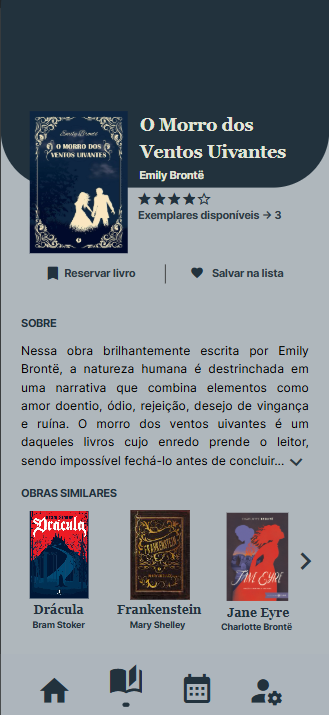 Emily Brontë
O MORRO DOS
VENTOS UIVANTES
O Morro dos
Ventos Uivantes
Emily Brontë
Exemplares disponíveis → 3
Reservar livro
Salvar na lista
SOBRE
Nessa obra brilhantemente escrita por Emily
Brontë, a natureza humana é destrinchada em
uma narrativa que combina elementos como
amor doentio, ódio, rejeição, desejo de vingança
e ruína. O morro dos ventos uivantes é um
daqueles livros cujo enredo prende o leitor,
sendo impossível fechá-lo antes de concluir...
OBRAS SIMILARES
Drácula
FRANKENSTEIN
JANE EYRE
Drácula
Bram Stoker
Frankenstein
Mary Shelley
Jane Eyre
Charlotte Brontë